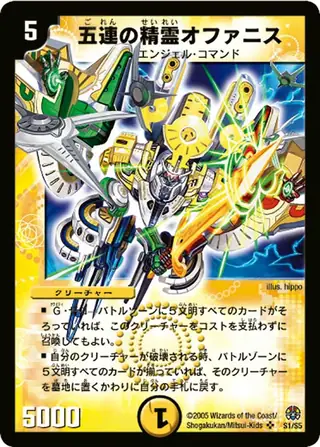 5
五連の精霊オファニス
ごれん せいれい
エンジェル・コマンド
illus. hippo
クリーチャー
■G・0：バトルゾーンに5文明すべてのカードがそ
ろっていれば、このクリーチャーをコストを支払わずに
召喚してもよい。
■自分のクリーチャーが破壊される時、バトルゾーン
に5文明すべてのカードが揃っていれば、そのクリーチ
ャーを墓地に置くかわりに自分の手札に戻す。
5000
1
©2005 Wizards of the Coast/
Shogakukan/Mitsui-Kids
S1/S5